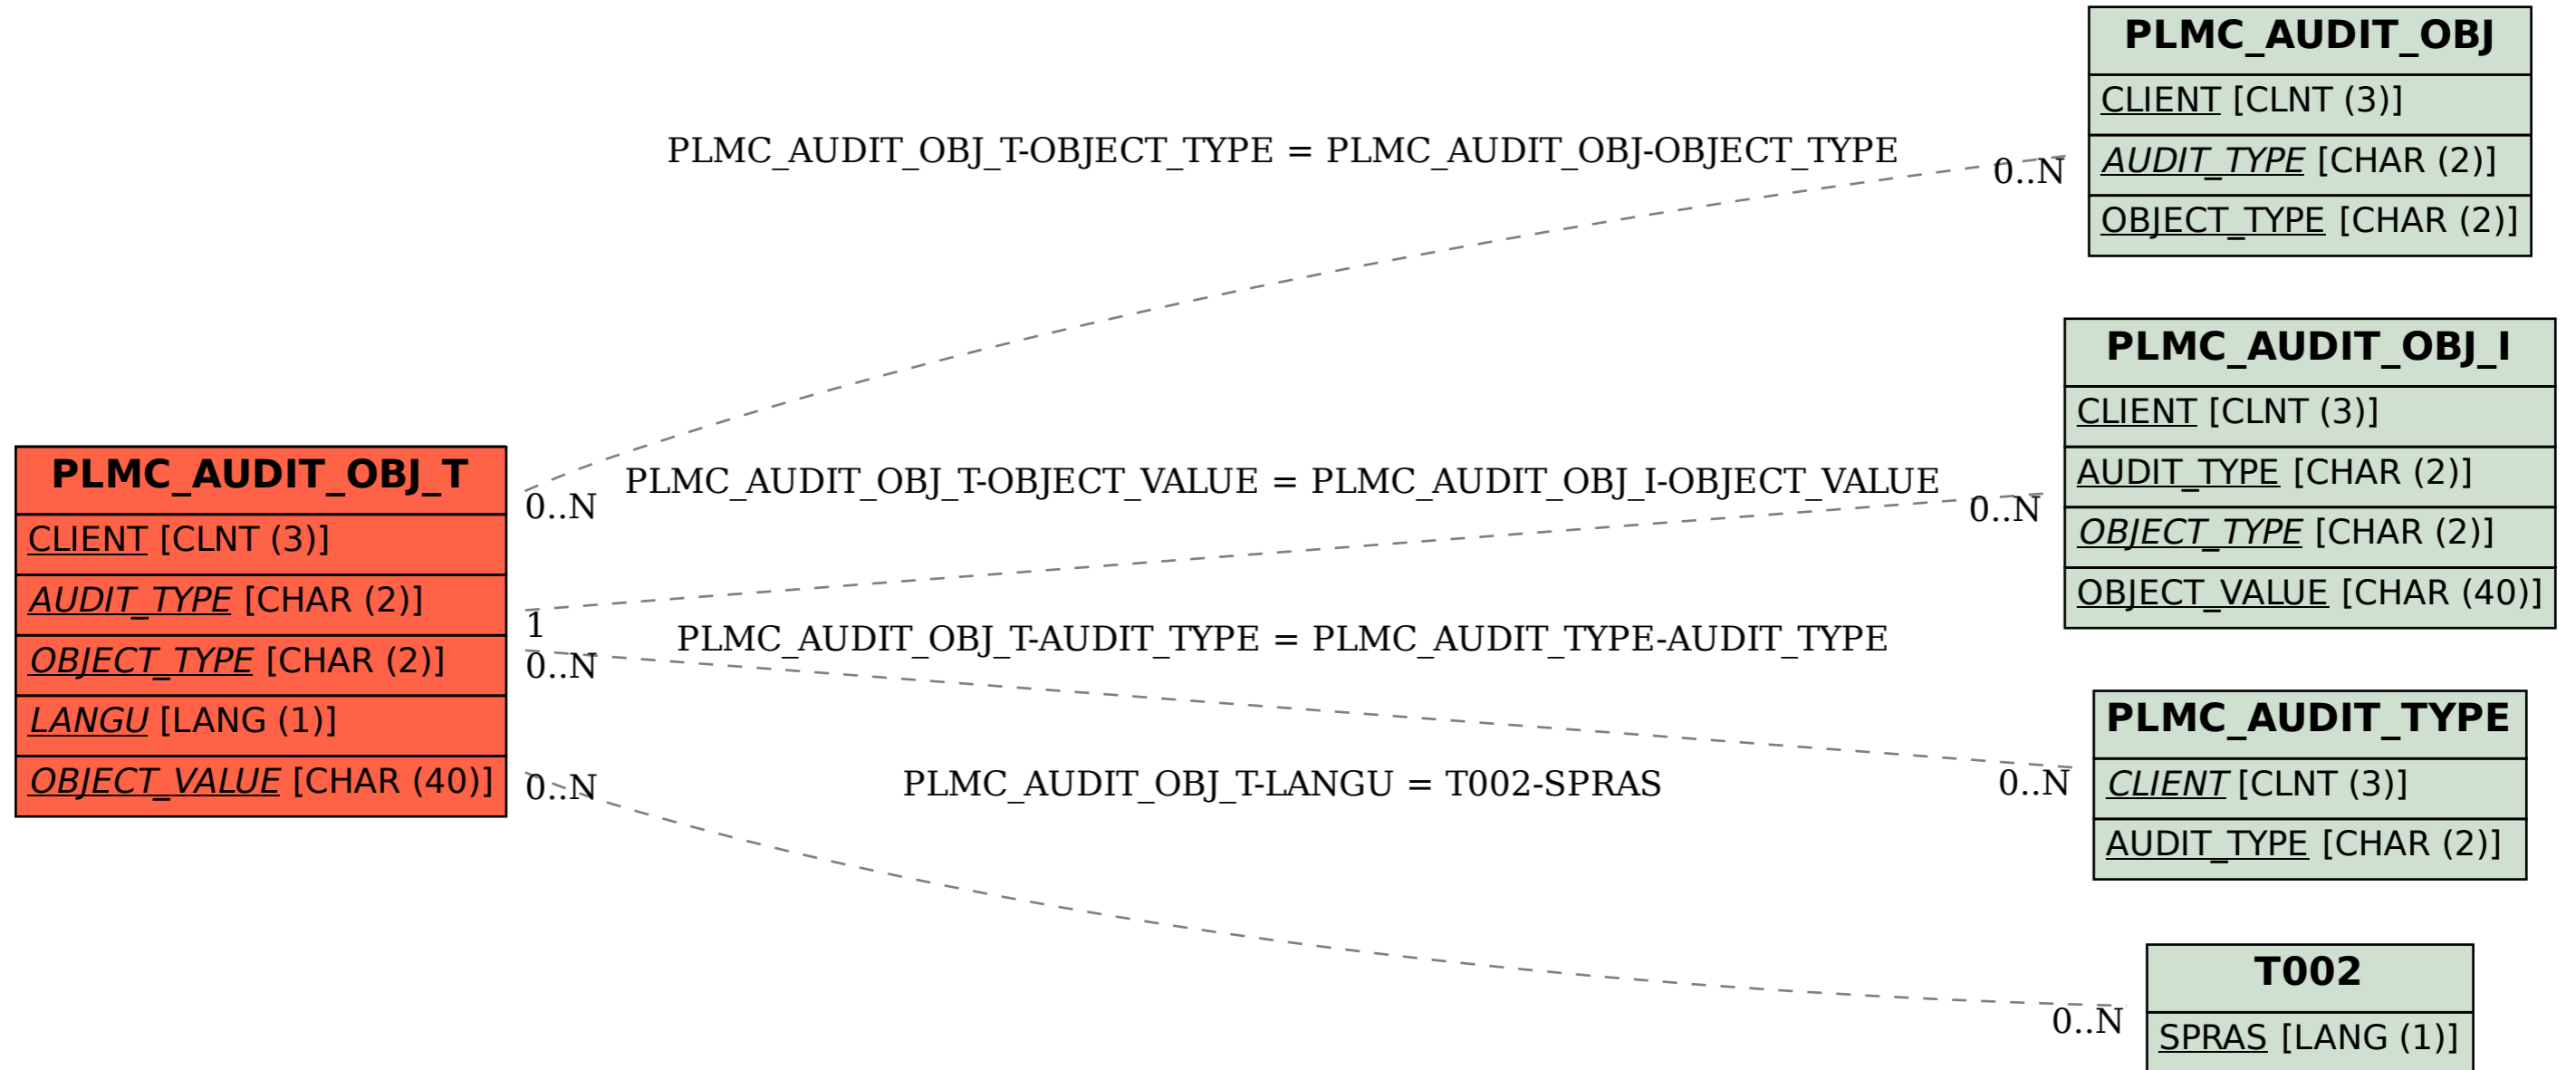 PLMC_AUDIT_OBJ
CLIENT [CLNT (3)]
AUDIT_TYPE [CHAR (2)]
OBJECT_TYPE [CHAR (2)]
PLMC_AUDIT_OBJ_T-OBJECT_TYPE = PLMC_AUDIT_OBJ-OBJECT_TYPE
0..N
0..N
PLMC_AUDIT_OBJ_I
CLIENT [CLNT (3)]
AUDIT_TYPE [CHAR (2)]
OBJECT_TYPE [CHAR (2)]
OBJECT_VALUE [CHAR (40)]
PLMC_AUDIT_OBJ_T-OBJECT_VALUE = PLMC_AUDIT_OBJ_I-OBJECT_VALUE
0..N
1
PLMC_AUDIT_OBJ_T
CLIENT [CLNT (3)]
AUDIT_TYPE [CHAR (2)]
OBJECT_TYPE [CHAR (2)]
LANGU [LANG (1)]
OBJECT_VALUE [CHAR (40)]
PLMC_AUDIT_OBJ_T-AUDIT_TYPE = PLMC_AUDIT_TYPE-AUDIT_TYPE
0..N
0..N
PLMC_AUDIT_TYPE
CLIENT [CLNT (3)]
AUDIT_TYPE [CHAR (2)]
PLMC_AUDIT_OBJ_T-LANGU = T002-SPRAS
0..N
0..N
T002
SPRAS [LANG (1)]